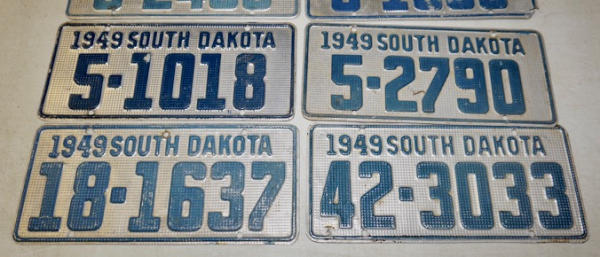 1949 SOUTH DAKOTA
5-1018
1949 SOUTH DAKOTA
5-2790
1949 SOUTH DAKOTA
18-1637
1949 SOUTH DAKOTA
42-3033